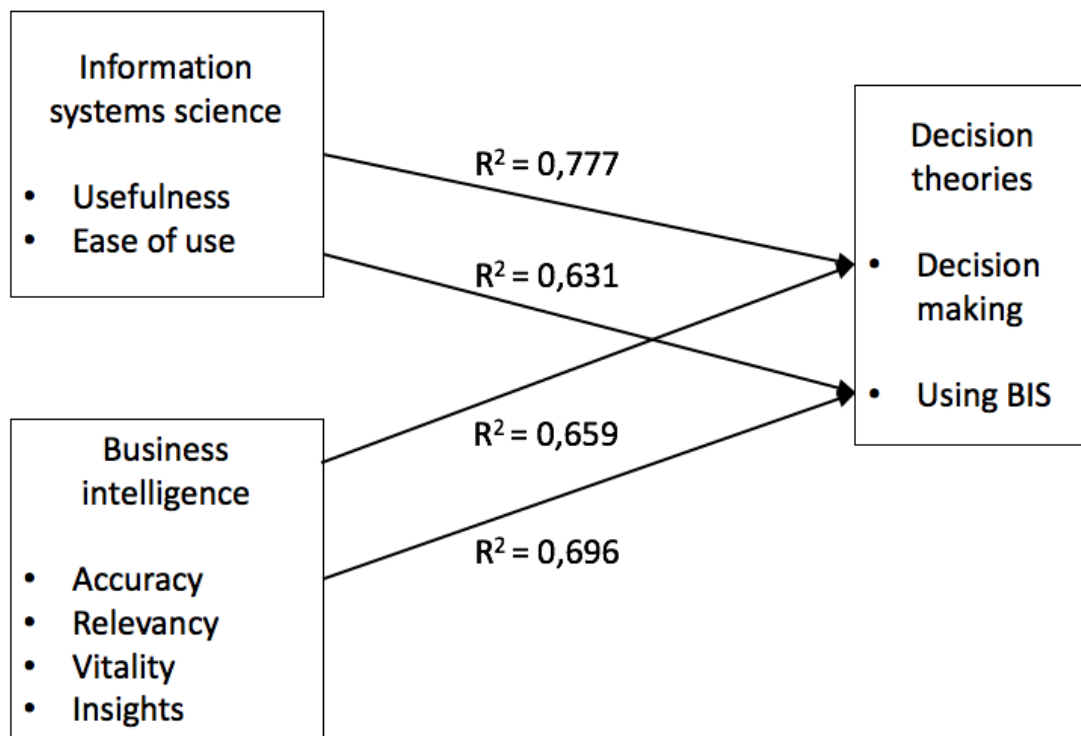 Information
systems science
• Usefulness
• Ease of use
Business
intelligence
• Accuracy
• Relevancy
• Vitality
• Insights
R² = 0,777
R² = 0,631
R² = 0,659
R² = 0,696
Decision
theories
• Decision
making
• Using BIS